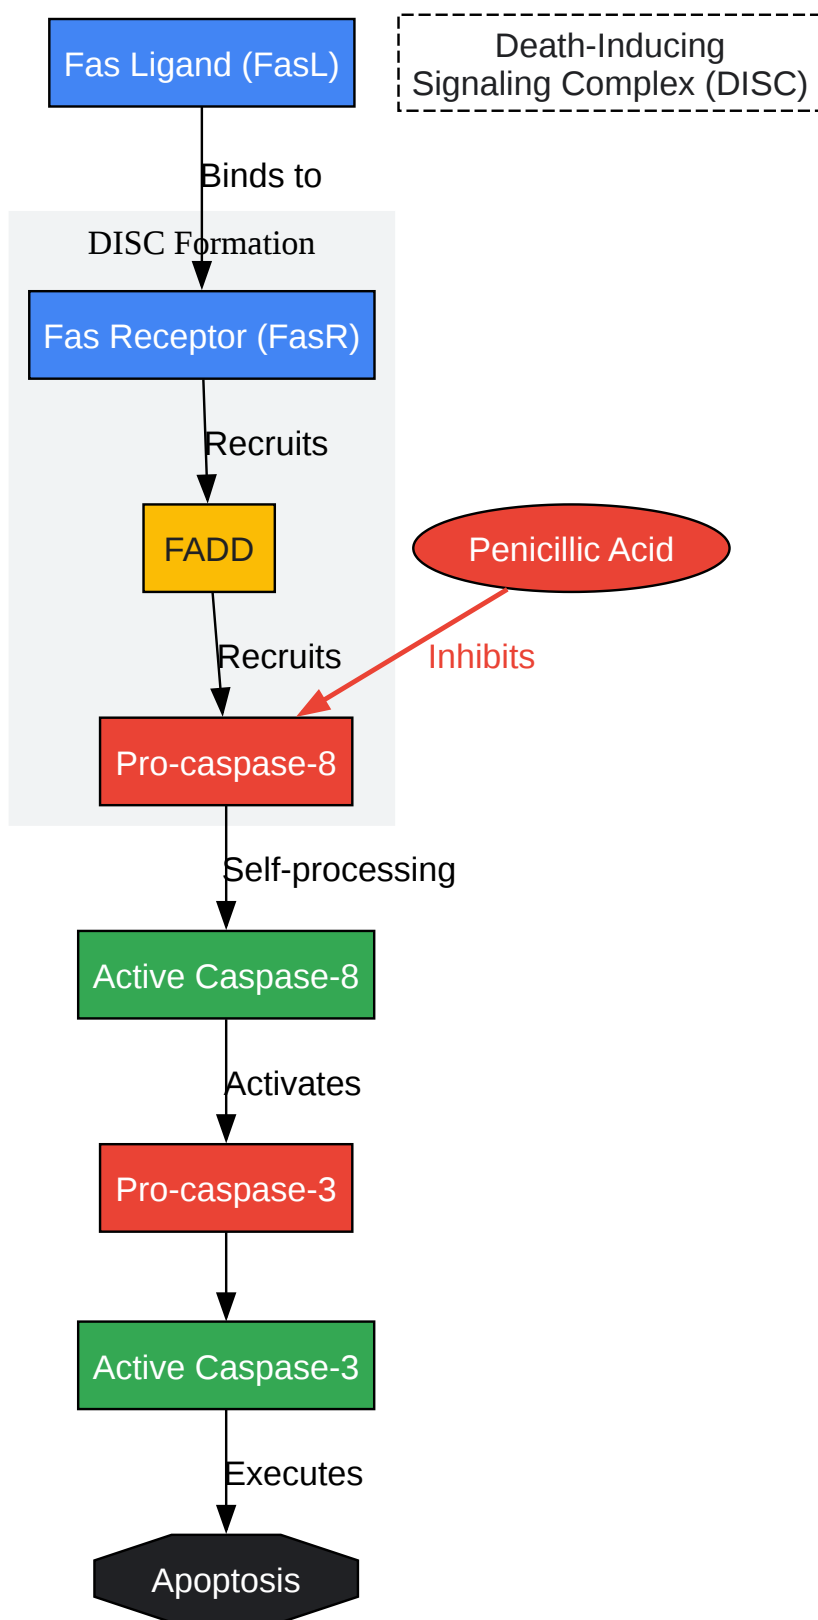 Fas Ligand (FasL)
Death-Inducing
Signaling Complex (DISC)
Binds to
DISC Formation
Fas Receptor (FasR)
Recruits
FADD
Penicillic Acid
Recruits
Inhibits
Pro-caspase-8
Self-processing
Active Caspase-8
Activates
Pro-caspase-3
Active Caspase-3
Executes
Apoptosis